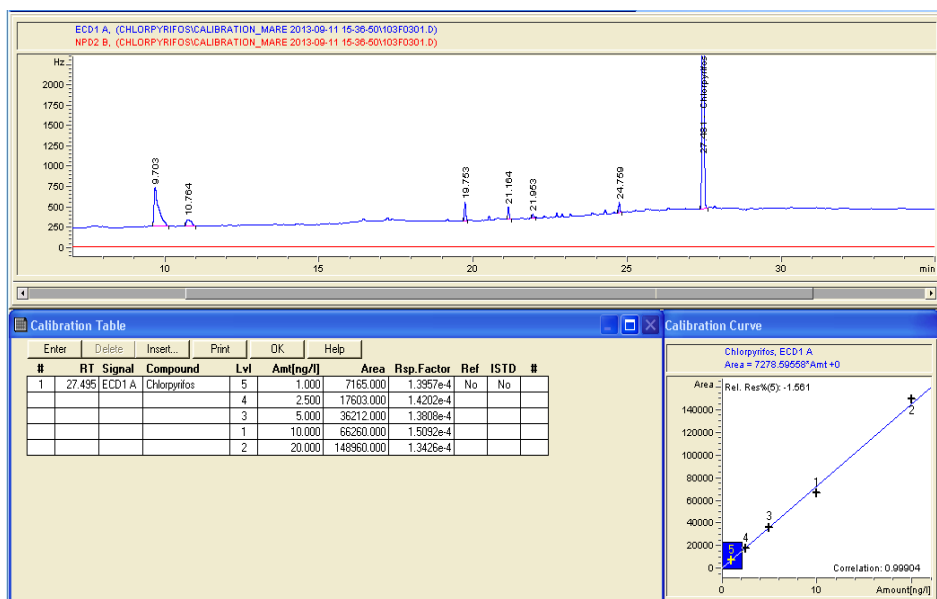 ECD1 A, (CHLORPYRIFOS\CALIBRATION_MARE 2013-09-11 15-36-50\103F0301.D)
NPD2 B, (CHLORPYRIFOS\CALIBRATION_MARE 2013-09-11 15-36-50\103F0301.D)
Hz
2000
1750
1500
1250
1000
750
500
250
0
9.703
10.764
19.753
21.164
21.953
24.759
27.481 Chlorpyrifos
10 15 20 25 30 min
Calibration Table
Enter Delete Insert... Print OK Help
# RT Signal Compound Lvl Amt[ng/l] Area Rsp.Factor Ref ISTD #
1 27.495 ECD1 A Chlorpyrifos 5 1.000 7165.000 1.3957e-4 No No
4 2.500 17603.000 1.4202e-4
3 5.000 36212.000 1.3808e-4
1 10.000 66260.000 1.5092e-4
2 20.000 148960.000 1.3426e-4
Calibration Curve
Chlorpyrifos, ECD1 A
Area = 7278.59558*Amt +0
Area
Rel. Res%(5): -1.561
140000
120000
100000
80000
60000
40000
20000
0
2
1
3
4
5
Correlation: 0.99904
0 10 Amount[ng/l]